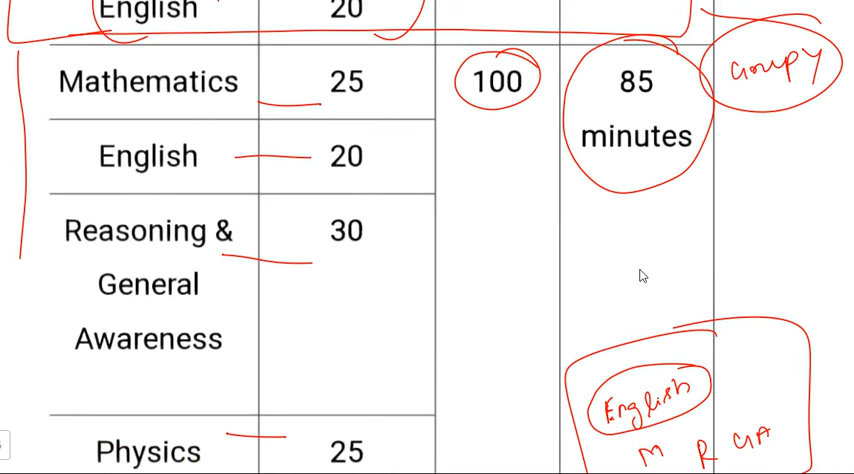 English 20
Mathematics 25 100 85
minutes
Group Y
English 20
Reasoning & 30
General
Awareness
English
M R GA
Physics 25